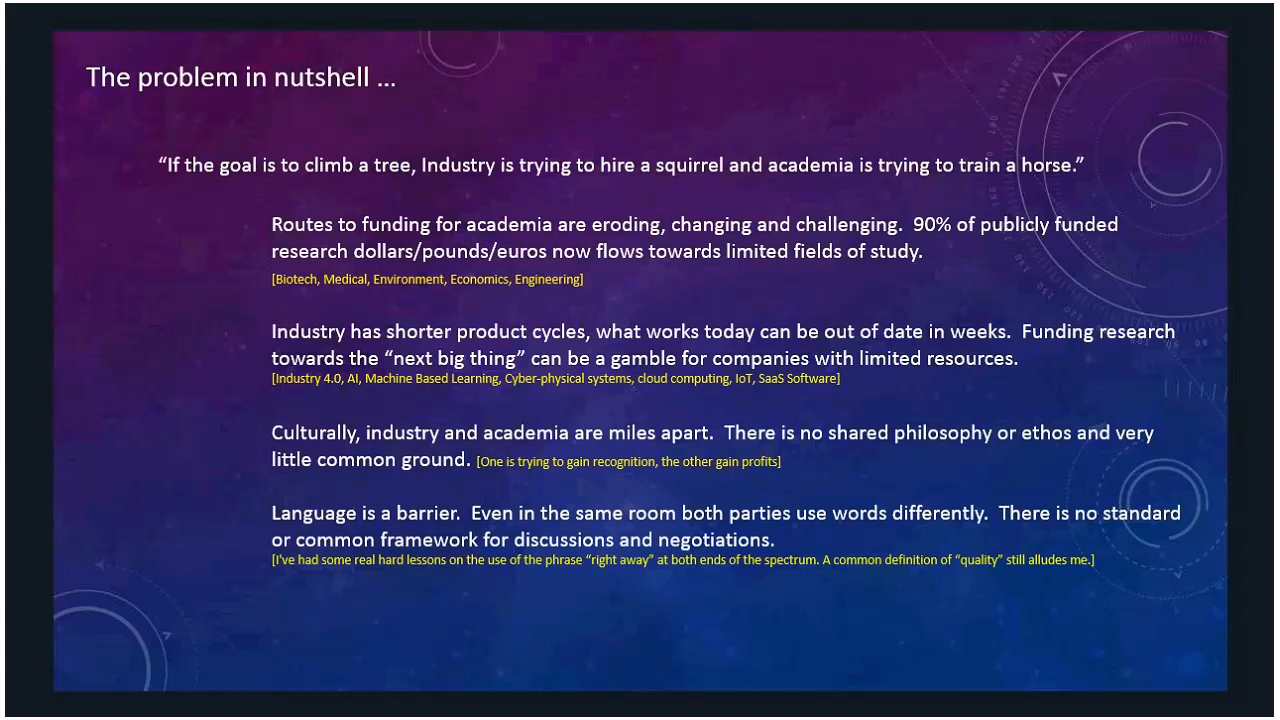 The problem in nutshell ...
“If the goal is to climb a tree, Industry is trying to hire a squirrel and academia is trying to train a horse.”
Routes to funding for academia are eroding, changing and challenging.  90% of publicly funded
research dollars/pounds/euros now flows towards limited fields of study.
[Biotech, Medical, Environment, Economics, Engineering]
Industry has shorter product cycles, what works today can be out of date in weeks.  Funding research
towards the “next big thing” can be a gamble for companies with limited resources.
[Industry 4.0, AI, Machine Based Learning, Cyber-physical systems, cloud computing, IoT, SaaS Software]
Culturally, industry and academia are miles apart.  There is no shared philosophy or ethos and very
little common ground. [One is trying to gain recognition, the other gain profits]
Language is a barrier.  Even in the same room both parties use words differently.  There is no standard
or common framework for discussions and negotiations.
[I've had some real hard lessons on the use of the phrase “right away” at both ends of the spectrum. A common definition of “quality” still alludes me.]